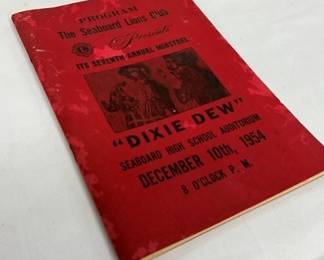 PROGRAM
The Seaboard Lions Club
Presents
ITS SEVENTH ANNUAL MINSTREL
"DIXIE DEW"
SEABOARD HIGH SCHOOL AUDITORIUM
DECEMBER 10th, 1954
8 O'CLOCK P. M.